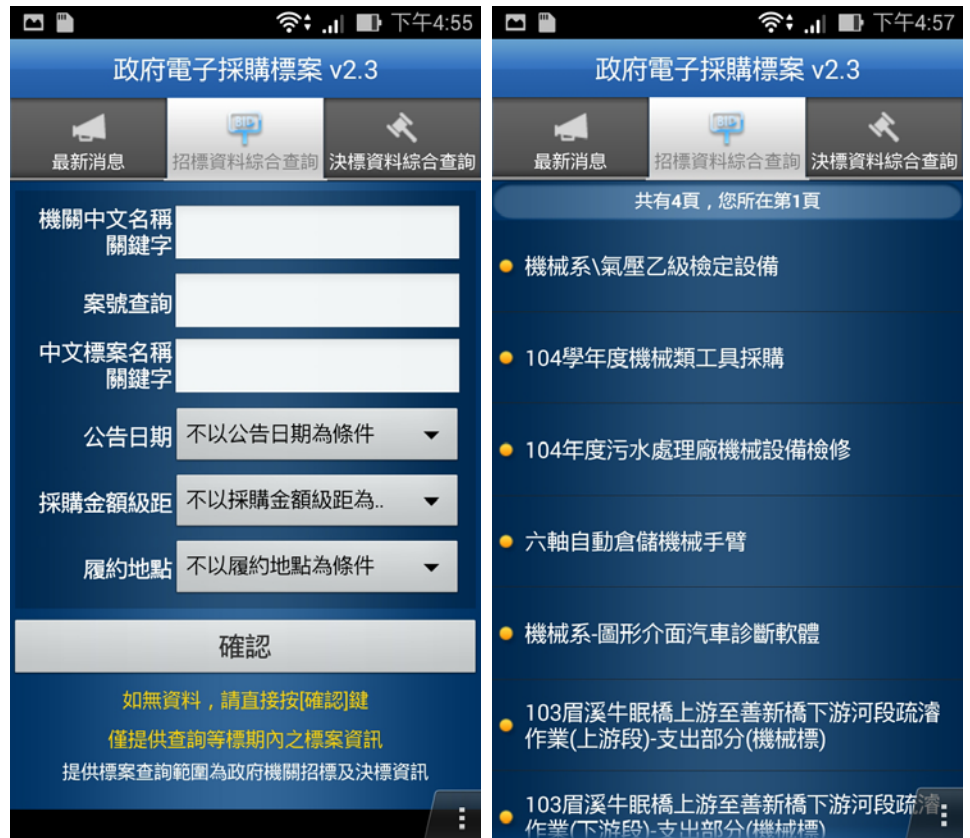 下午4:55
政府電子採購標案 v2.3
最新消息
BID
招標資料綜合查詢
決標資料綜合查詢
機關中文名稱
關鍵字
案號查詢
中文標案名稱
關鍵字
公告日期
不以公告日期為條件
採購金額級距
不以採購金額級距為..
履約地點
不以履約地點為條件
確認
如無資料，請直接按[確認]鍵
僅提供查詢等標期內之標案資訊
提供標案查詢範圍為政府機關招標及決標資訊
下午4:57
政府電子採購標案 v2.3
最新消息
BID
招標資料綜合查詢
決標資料綜合查詢
共有4頁，您所在第1頁
機械系\氣壓乙級檢定設備
104學年度機械類工具採購
104年度污水處理廠機械設備檢修
六軸自動倉儲機械手臂
機械系-圖形介面汽車診斷軟體
103眉溪牛眠橋上游至善新橋下游河段疏濬
作業(上游段)-支出部分(機械標)
103眉溪牛眠橋上游至善新橋下游河段疏濬
作業(下游段)-支出部分(機械標)